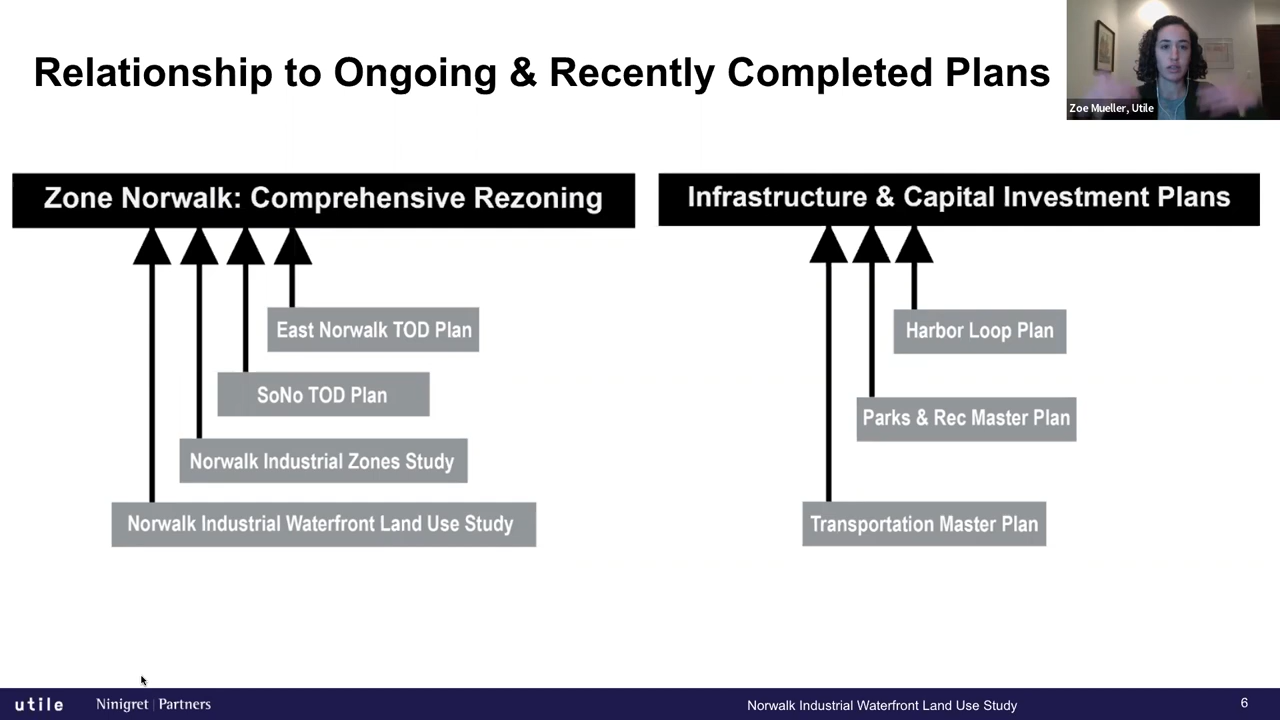 Relationship to Ongoing & Recently Completed Plans
Zoe Mueller, Utile
Zone Norwalk: Comprehensive Rezoning
Infrastructure & Capital Investment Plans
East Norwalk TOD Plan
SoNo TOD Plan
Norwalk Industrial Zones Study
Norwalk Industrial Waterfront Land Use Study
Harbor Loop Plan
Parks & Rec Master Plan
Transportation Master Plan
utile
Ninigret | Partners
Norwalk Industrial Waterfront Land Use Study
6